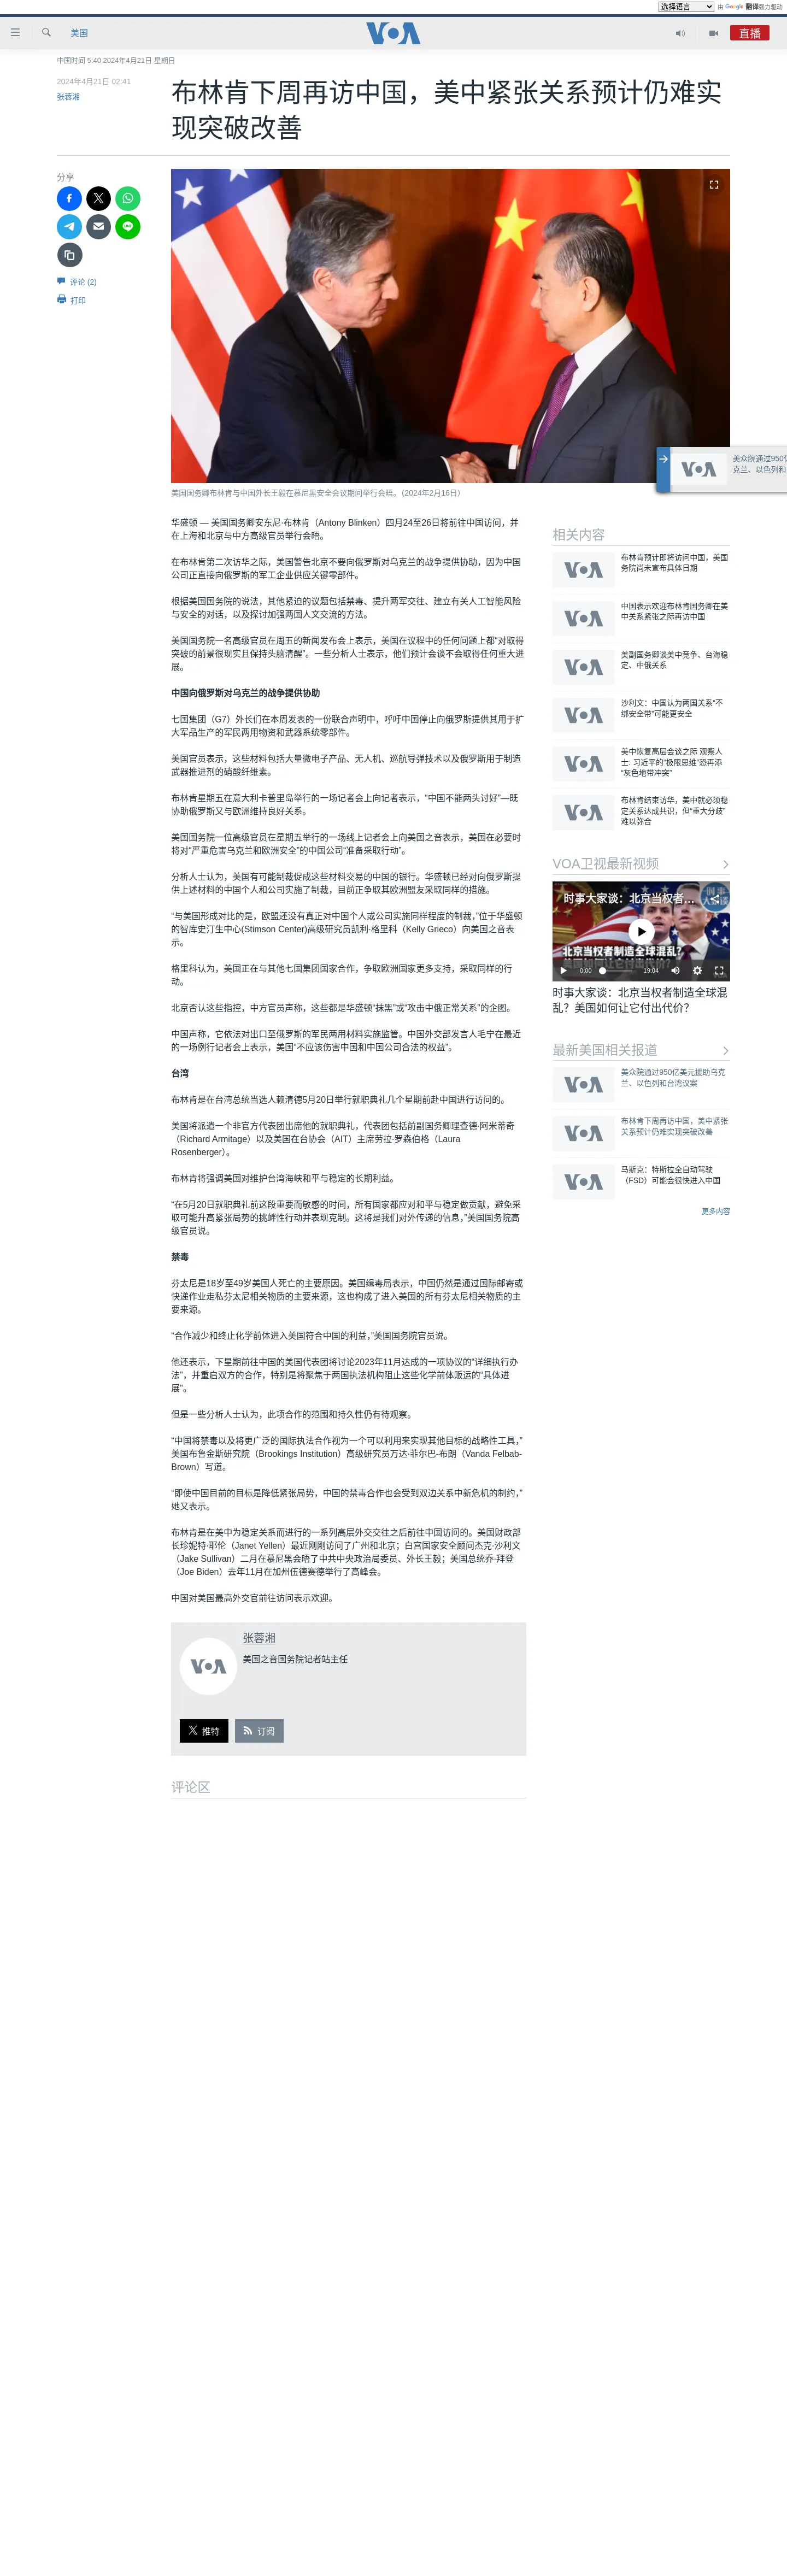 选择语言 由 Google 翻译强力驱动
美国
VOA
直播
中国时间 5:40 2024年4月21日 星期日
2024年4月21日 02:41
张蓉湘
布林肯下周再访中国，美中紧张关系预计仍难实
现突破改善
分享
评论 (2)
打印
美国国务卿布林肯与中国外长王毅在慕尼黑安全会议期间举行会晤。（2024年2月16日）
美众院通过950亿
克兰、以色列和
VOA
华盛顿 — 美国国务卿安东尼·布林肯（Antony Blinken）四月24至26日将前往中国访问，并
在上海和北京与中方高级官员举行会晤。
在布林肯第二次访华之际，美国警告北京不要向俄罗斯对乌克兰的战争提供协助，因为中国
公司正直接向俄罗斯的军工企业供应关键零部件。
根据美国国务院的说法，其他紧迫的议题包括禁毒、提升两军交往、建立有关人工智能风险
与安全的对话，以及探讨加强两国人文交流的方法。
美国国务院一名高级官员在周五的新闻发布会上表示，美国在议程中的任何问题上都“对取得
突破的前景很现实且保持头脑清醒”。一些分析人士表示，他们预计会谈不会取得任何重大进
展。
中国向俄罗斯对乌克兰的战争提供协助
七国集团（G7）外长们在本周发表的一份联合声明中，呼吁中国停止向俄罗斯提供其用于扩
大军品生产的军民两用物资和武器系统零部件。
美国官员表示，这些材料包括大量微电子产品、无人机、巡航导弹技术以及俄罗斯用于制造
武器推进剂的硝酸纤维素。
布林肯星期五在意大利卡普里岛举行的一场记者会上向记者表示，“中国不能两头讨好”—既
协助俄罗斯又与欧洲维持良好关系。
美国国务院一位高级官员在星期五举行的一场线上记者会上向美国之音表示，美国在必要时
将对“严重危害乌克兰和欧洲安全”的中国公司“准备采取行动”。
分析人士认为，美国有可能制裁促成这些材料交易的中国的银行。华盛顿已经对向俄罗斯提
供上述材料的中国个人和公司实施了制裁，目前正争取其欧洲盟友采取同样的措施。
“与美国形成对比的是，欧盟还没有真正对中国个人或公司实施同样程度的制裁，”位于华盛顿
的智库史汀生中心(Stimson Center)高级研究员凯利·格里科（Kelly Grieco）向美国之音表
示。
格里科认为，美国正在与其他七国集团国家合作，争取欧洲国家更多支持，采取同样的行
动。
北京否认这些指控，中方官员声称，这些都是华盛顿“抹黑”或“攻击中俄正常关系”的企图。
中国声称，它依法对出口至俄罗斯的军民两用材料实施监管。中国外交部发言人毛宁在最近
的一场例行记者会上表示，美国“不应该伤害中国和中国公司合法的权益”。
台湾
布林肯是在台湾总统当选人赖清德5月20日举行就职典礼几个星期前赴中国进行访问的。
美国将派遣一个非官方代表团出席他的就职典礼，代表团包括前副国务卿理查德·阿米蒂奇
（Richard Armitage）以及美国在台协会（AIT）主席劳拉·罗森伯格（Laura
Rosenberger）。
布林肯将强调美国对维护台湾海峡和平与稳定的长期利益。
“在5月20日就职典礼前这段重要而敏感的时间，所有国家都应对和平与稳定做贡献，避免采
取可能升高紧张局势的挑衅性行动并表现克制。这将是我们对外传递的信息，”美国国务院高
级官员说。
禁毒
芬太尼是18岁至49岁美国人死亡的主要原因。美国缉毒局表示，中国仍然是通过国际邮寄或
快递作业走私芬太尼相关物质的主要来源，这也构成了进入美国的所有芬太尼相关物质的主
要来源。
“合作减少和终止化学前体进入美国符合中国的利益，”美国国务院官员说。
他还表示，下星期前往中国的美国代表团将讨论2023年11月达成的一项协议的“详细执行办
法”，并重启双方的合作，特别是将聚焦于两国执法机构阻止这些化学前体贩运的“具体进
展”。
但是一些分析人士认为，此项合作的范围和持久性仍有待观察。
“中国将禁毒以及将更广泛的国际执法合作视为一个可以利用来实现其他目标的战略性工具，”
美国布鲁金斯研究院（Brookings Institution）高级研究员万达·菲尔巴-布朗（Vanda Felbab-
Brown）写道。
“即使中国目前的目标是降低紧张局势，中国的禁毒合作也会受到双边关系中新危机的制约，”
她又表示。
布林肯是在美中为稳定关系而进行的一系列高层外交交往之后前往中国访问的。美国财政部
长珍妮特·耶伦（Janet Yellen）最近刚刚访问了广州和北京；白宫国家安全顾问杰克·沙利文
（Jake Sullivan）二月在慕尼黑会晤了中共中央政治局委员、外长王毅；美国总统乔·拜登
（Joe Biden）去年11月在加州伍德赛德举行了高峰会。
中国对美国最高外交官前往访问表示欢迎。
VOA
张蓉湘
美国之音国务院记者站主任
推特
订阅
评论区
相关内容
VOA
布林肯预计即将访问中国，美国
务院尚未宣布具体日期
VOA
中国表示欢迎布林肯国务卿在美
中关系紧张之际再访中国
VOA
美副国务卿谈美中竞争、台海稳
定、中俄关系
VOA
沙利文：中国认为两国关系“不
绑安全带”可能更安全
VOA
美中恢复高层会谈之际 观察人
士: 习近平的“极限思维”恐再添
“灰色地带冲突”
VOA
布林肯结束访华，美中就必须稳
定关系达成共识，但“重大分歧”
难以弥合
VOA卫视最新视频
时事大家谈：北京当权者...
北京当权者制造全球混乱？
0:00
19:04
时事大家谈：北京当权者制造全球混
乱？美国如何让它付出代价？
最新美国相关报道
VOA
美众院通过950亿美元援助乌克
兰、以色列和台湾议案
VOA
布林肯下周再访中国，美中紧张
关系预计仍难实现突破改善
VOA
马斯克：特斯拉全自动驾驶
（FSD）可能会很快进入中国
更多内容